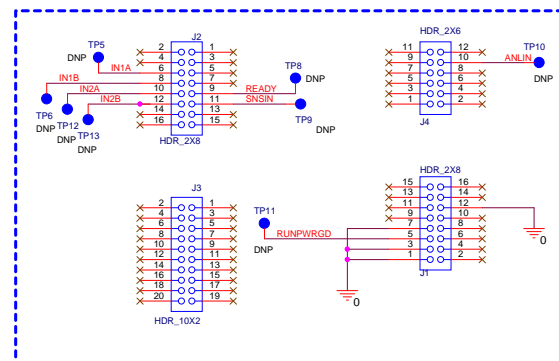 J2
HDR_2X6
TP5
DNP
IN1A
2 1
4 3
6 5
8 7
10 9
12 11
14 13
16 15
HDR_2X8
IN1B
IN2A
IN2B
TP6
DNP
TP12
DNP
TP13
DNP
READY
SNSIN
TP8
DNP
TP9
DNP
11 12
9 10
7 8
5 6
3 4
1 2
J4
ANLIN
TP10
DNP
J3
2 1
4 3
6 5
8 7
10 9
12 11
14 13
16 15
18 17
20 19
HDR_10X2
TP11
DNP
RUNPWRGD
HDR_2X8
15 16
13 14
11 12
9 10
7 8
5 6
3 4
1 2
J1
0
0